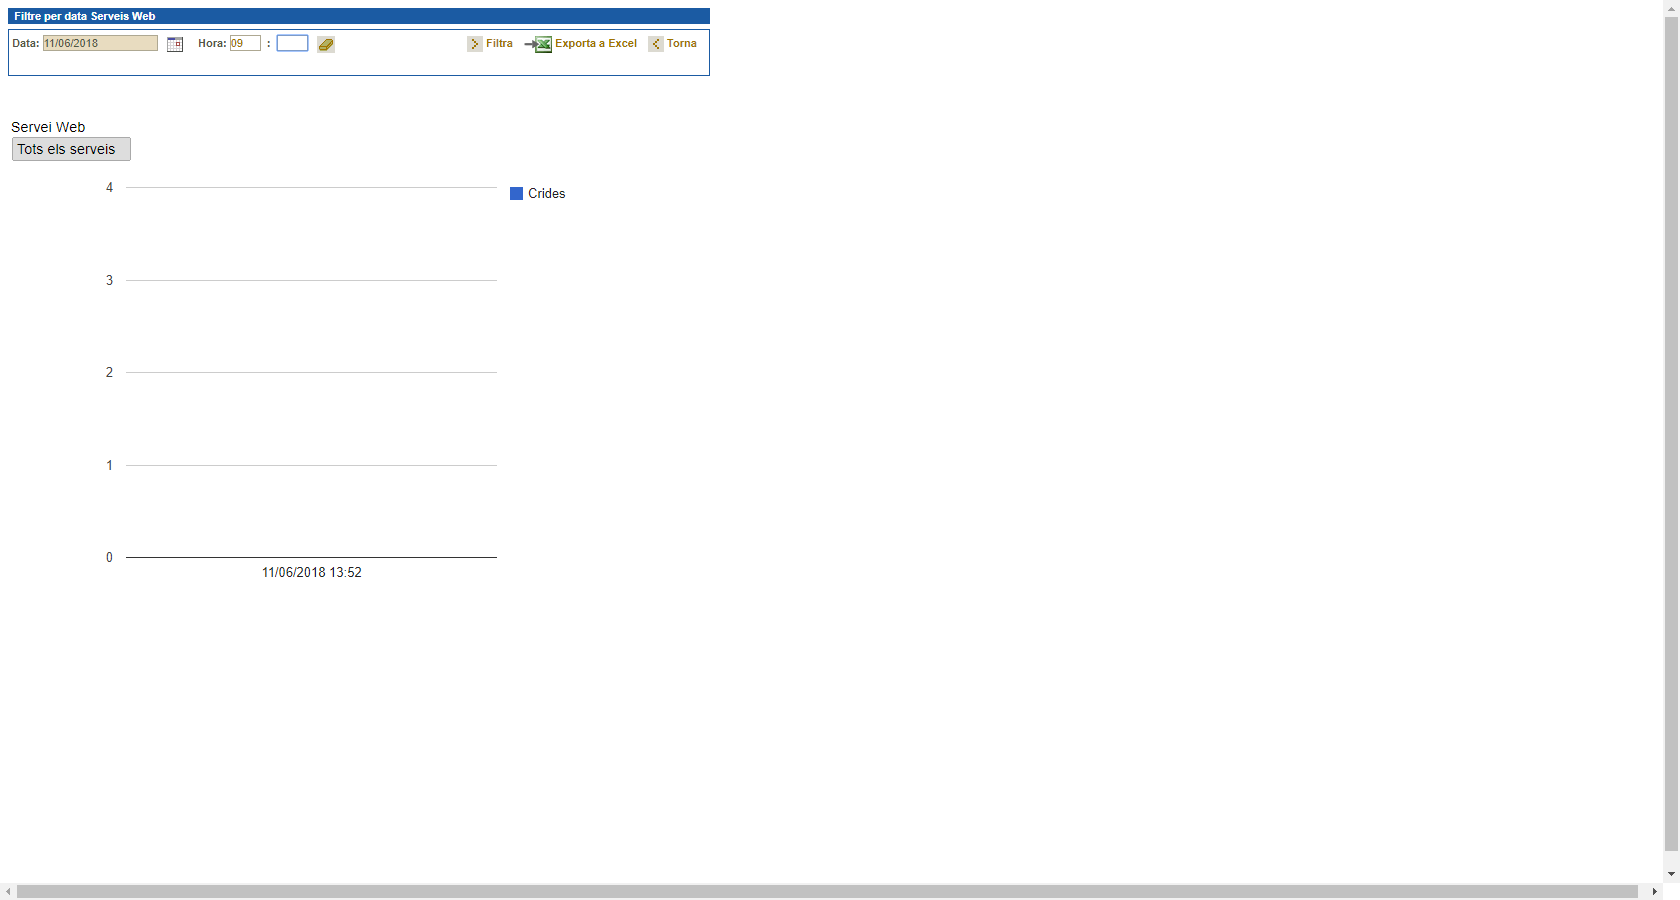 Filtre per data Serveis Web
Data: 11/06/2018 Hora: 09 : Filtra Exporta a Excel Torna
Servei Web
Tots els serveis
4
Crides
3
2
1
0
11/06/2018 13:52